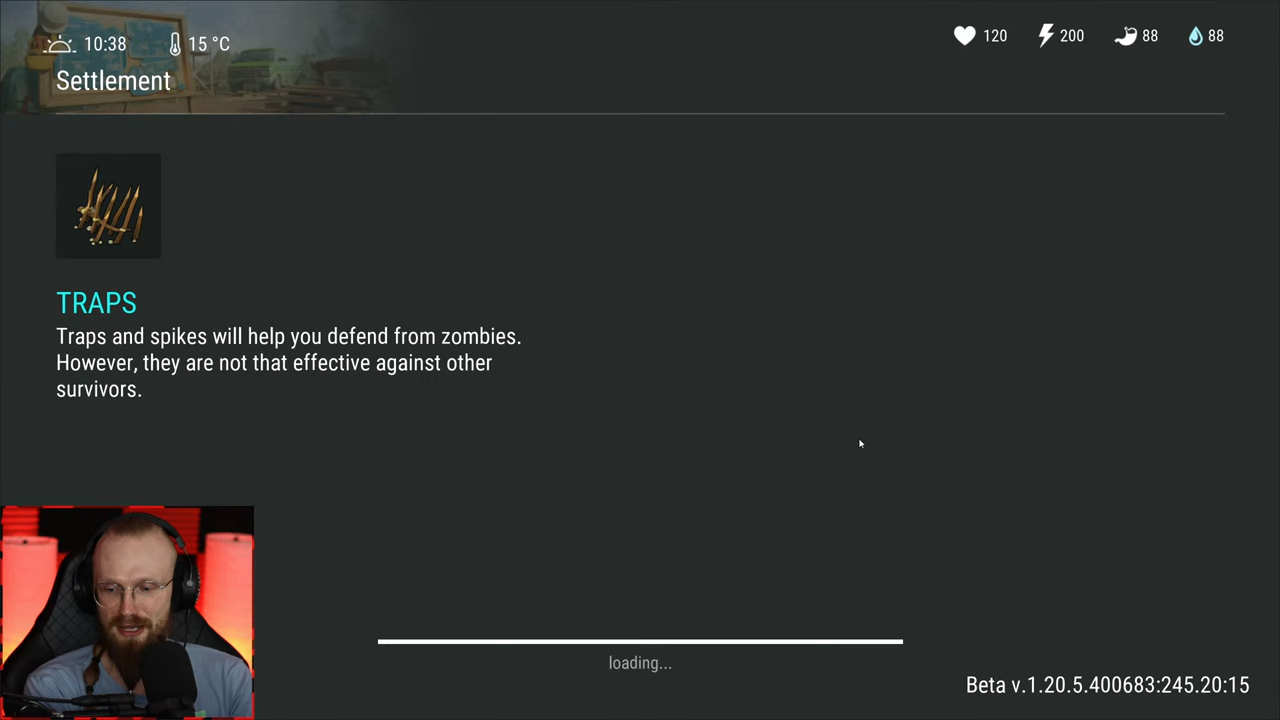 10:38 15 °C 120 200 88 88
Settlement
TRAPS
Traps and spikes will help you defend from zombies.
However, they are not that effective against other
survivors.
loading...
Beta v.1.20.5.400683:245.20:15